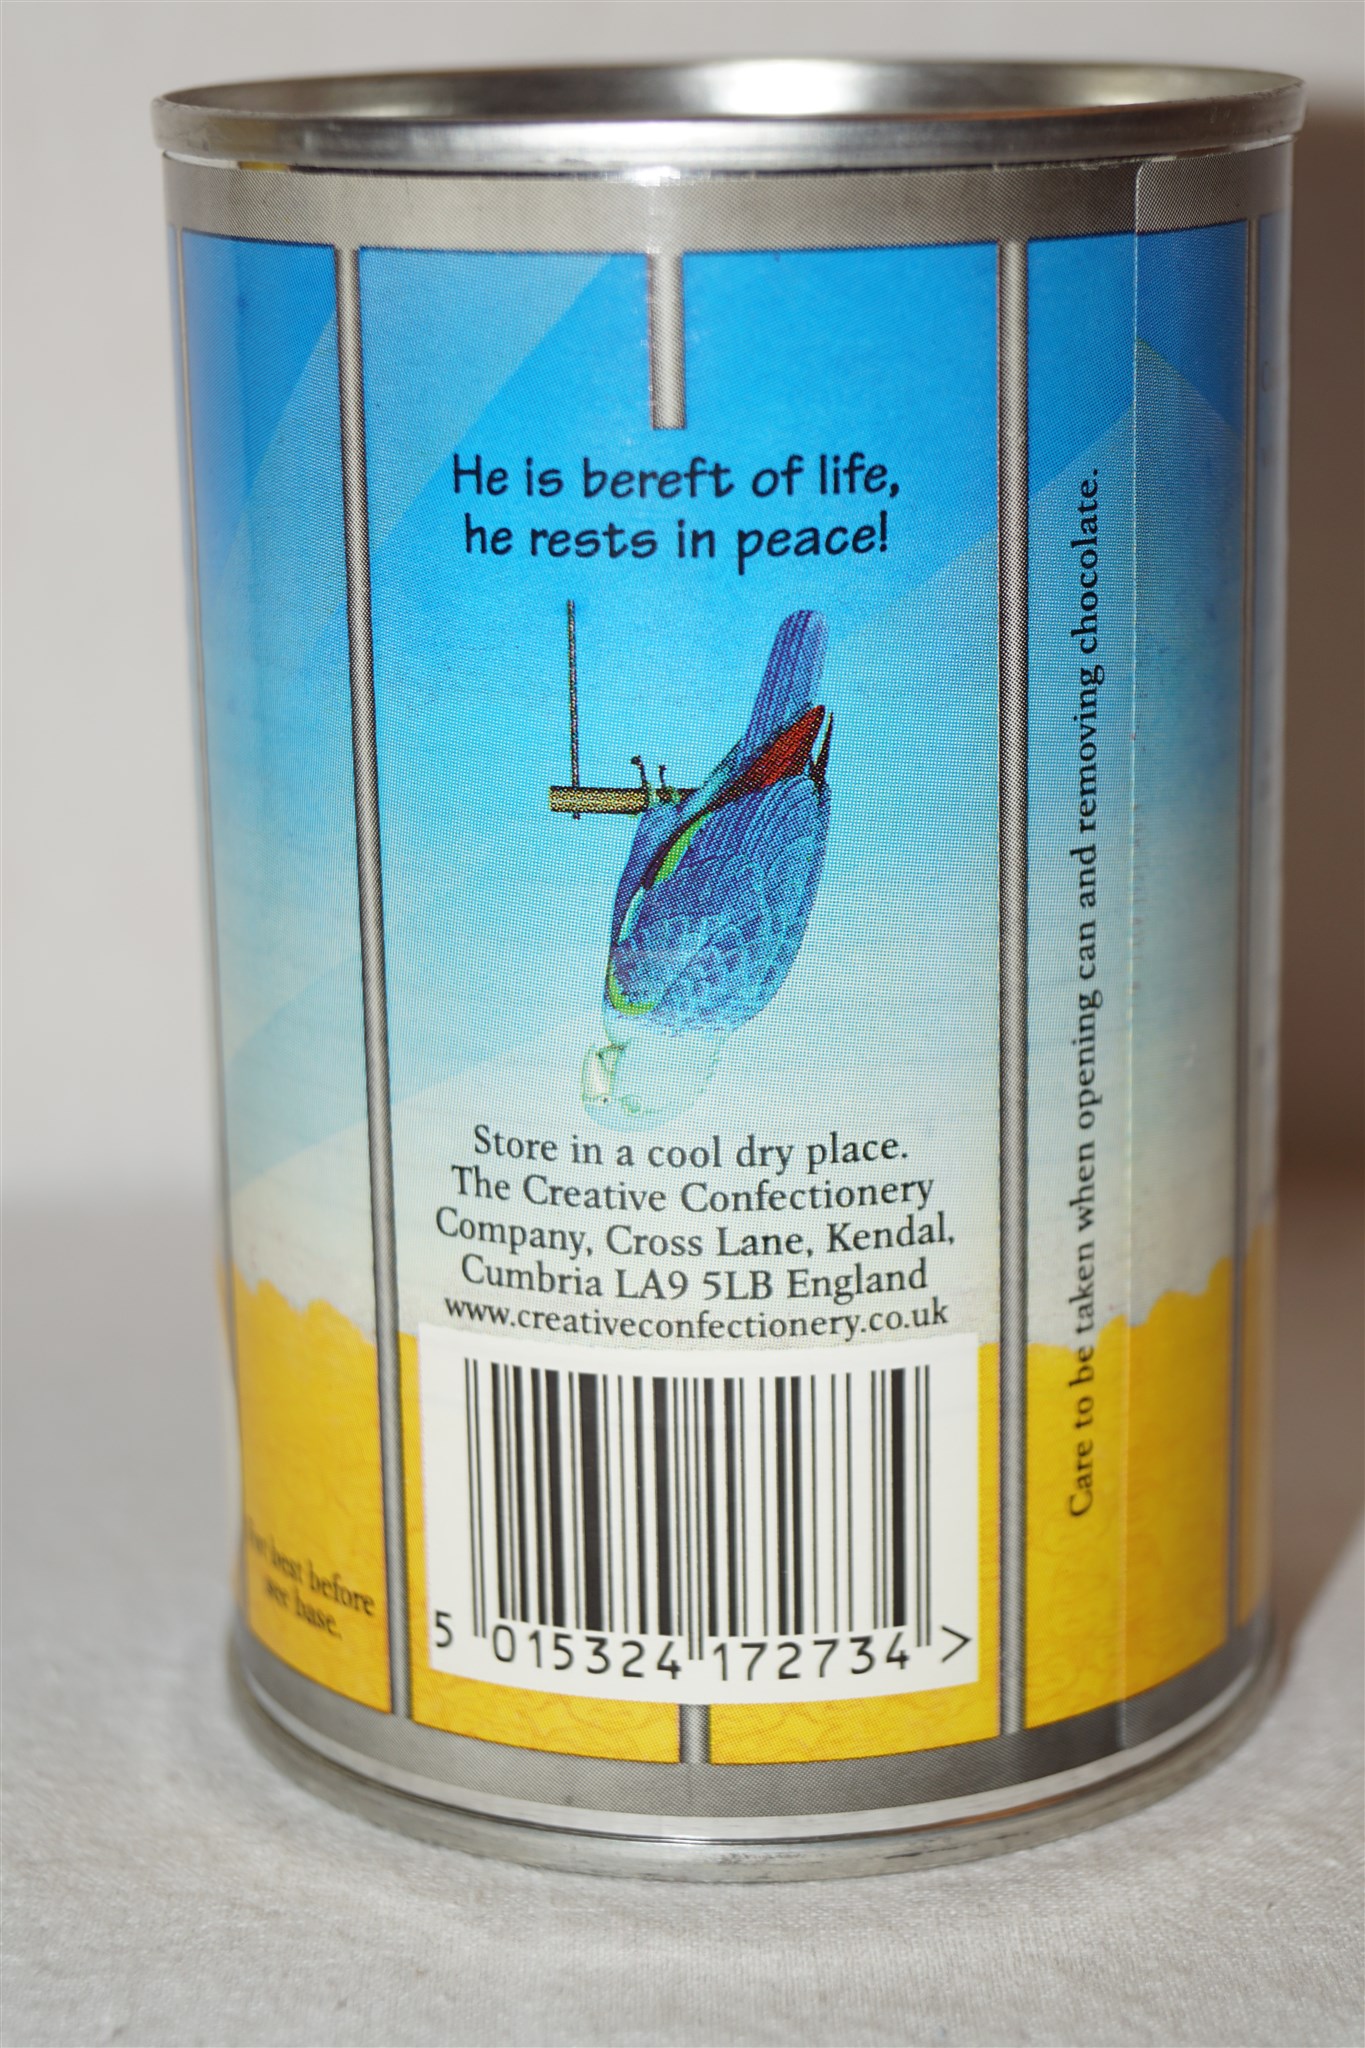 He is bereft of life,
he rests in peace!
Store in a cool dry place.
The Creative Confectionery
Company, Cross Lane, Kendal,
Cumbria LA9 5LB England
www.creativeconfectionery.co.uk
5 015324 172734 >
Care to be taken when opening can and removing chocolate.
best before
see base.